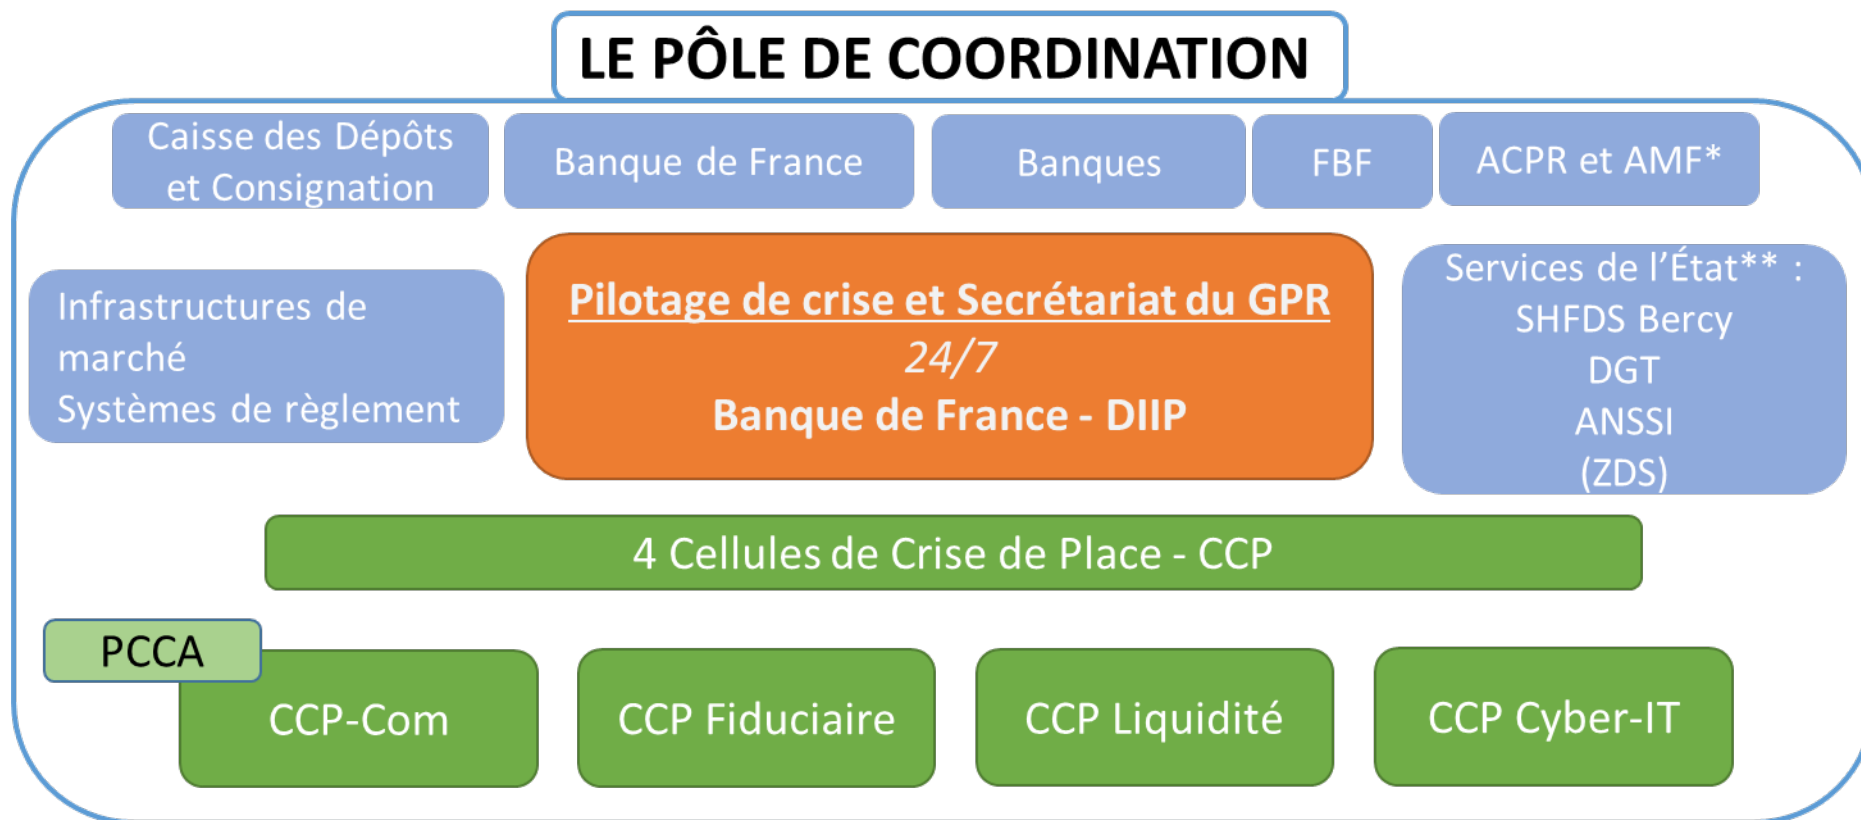 LE PÔLE DE COORDINATION
Caisse des Dépôts
et Consignation
Banque de France
Banques
FBF
ACPR et AMF*
Infrastructures de
marché
Systèmes de règlement
Pilotage de crise et Secrétariat du GPR
24/7
Banque de France - DIIP
Services de l’État** :
SHFDS Bercy
DGT
ANSSI
(ZDS)
4 Cellules de Crise de Place - CCP
PCCA
CCP-Com
CCP Fiduciaire
CCP Liquidité
CCP Cyber-IT